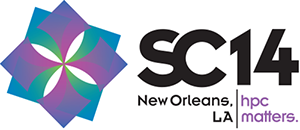 SC14
New Orleans, hpc
LA matters.